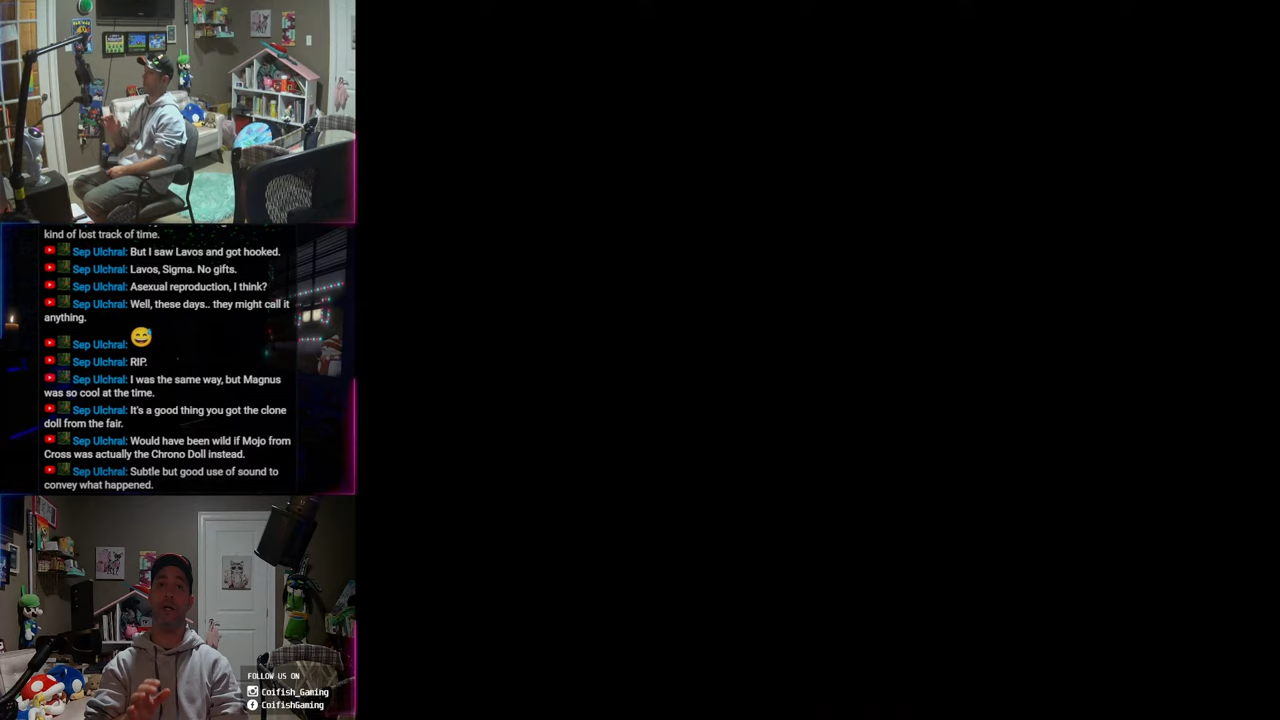 kind of lost track of time.
Sep Ulchral: But I saw Lavos and got hooked.
Sep Ulchral: Lavos, Sigma. No gifts.
Sep Ulchral: Asexual reproduction, I think?
Sep Ulchral: Well, these days.. they might call it
anything.
Sep Ulchral: 😅
Sep Ulchral: RIP.
Sep Ulchral: I was the same way, but Magnus
was so cool at the time.
Sep Ulchral: It's a good thing you got the clone
doll from the fair.
Sep Ulchral: Would have been wild if Mojo from
Cross was actually the Chrono Doll instead.
Sep Ulchral: Subtle but good use of sound to
convey what happened.
FOLLOW US ON
Coifish_Gaming
CoifishGaming